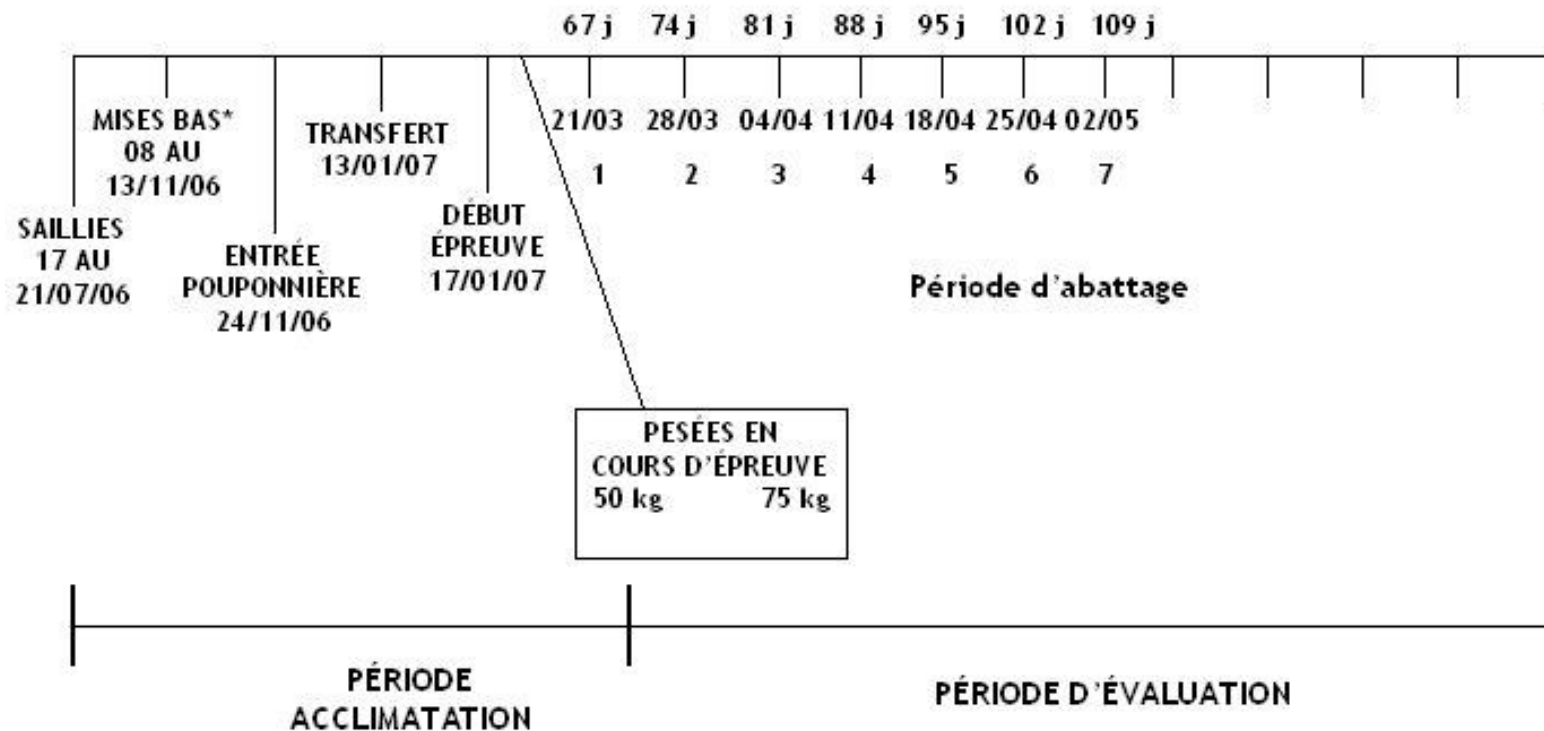 67 j 74 j 81 j 88 j 95 j 102 j 109 j
21/03 28/03 04/04 11/04 18/04 25/04 02/05
1 2 3 4 5 6 7
SAILLIES
17 AU
21/07/06
MISES BAS*
08 AU
13/11/06
ENTRÉE
POUPONNIÈRE
24/11/06
TRANSFERT
13/01/07
DÉBUT
ÉPREUVE
17/01/07
Période d'abattage
PESÉES EN
COURS D'ÉPREUVE
50 kg 75 kg
PÉRIODE
ACCLIMATATION
PÉRIODE D'ÉVALUATION